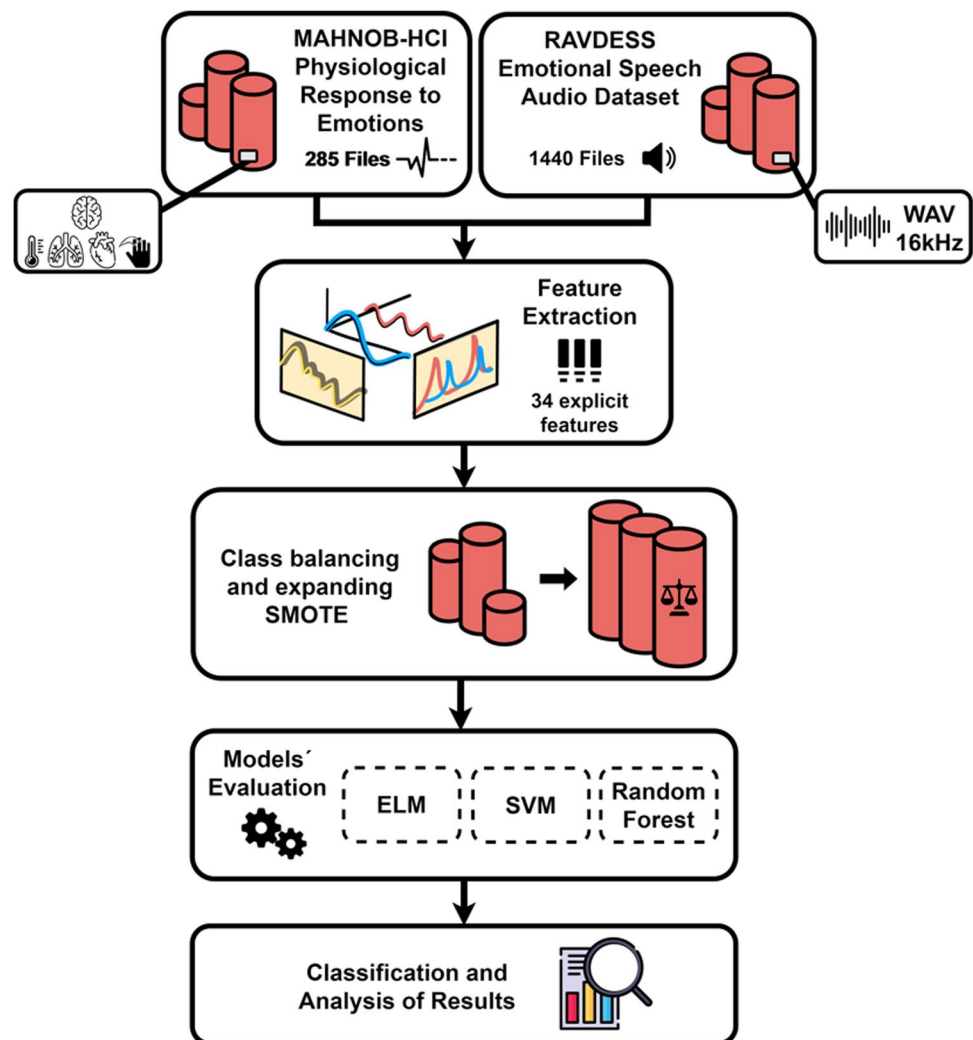 MAHNOB-HCI
Physiological
Response to
Emotions
285 Files
RAVDESS
Emotional Speech
Audio Dataset
1440 Files
WAV
16kHz
Feature
Extraction
34 explicit
features
Class balancing
and expanding
SMOTE
Models´
Evaluation
ELM
SVM
Random
Forest
Classification and
Analysis of Results